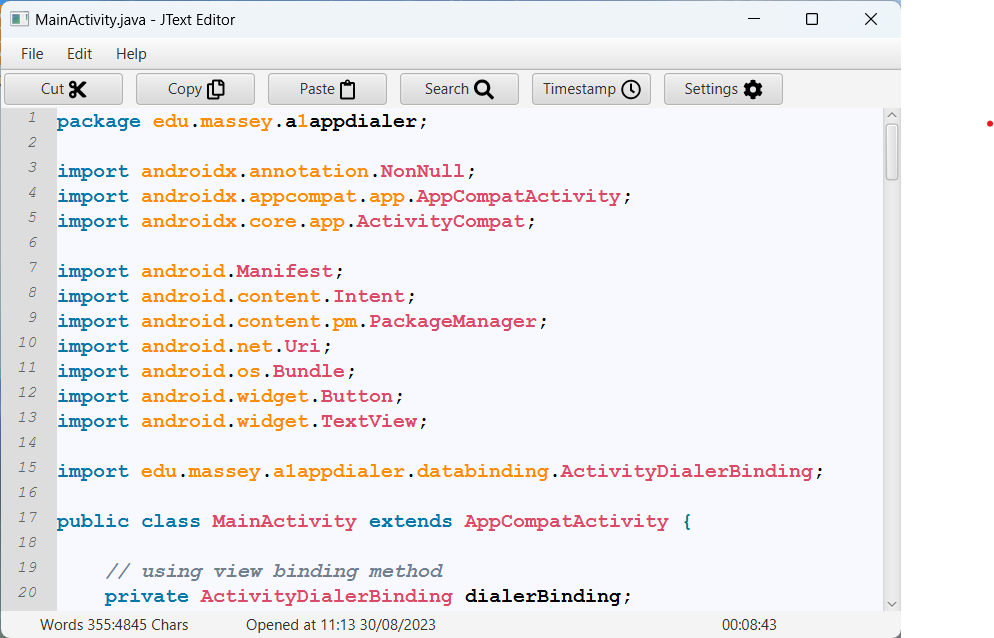 MainActivity.java - JText Editor
File Edit Help
Cut Copy Paste Search Timestamp Settings
1 package edu.massey.a1appdialer;
2
3 import androidx.annotation.NonNull;
4 import androidx.appcompat.app.AppCompatActivity;
5 import androidx.core.app.ActivityCompat;
6
7 import android.Manifest;
8 import android.content.Intent;
9 import android.content.pm.PackageManager;
10 import android.net.Uri;
11 import android.os.Bundle;
12 import android.widget.Button;
13 import android.widget.TextView;
14
15 import edu.massey.a1appdialer.databinding.ActivityDialerBinding;
16
17 public class MainActivity extends AppCompatActivity {
18
19 // using view binding method
20 private ActivityDialerBinding dialerBinding;
Words 355:4845 Chars Opened at 11:13 30/08/2023 00:08:43